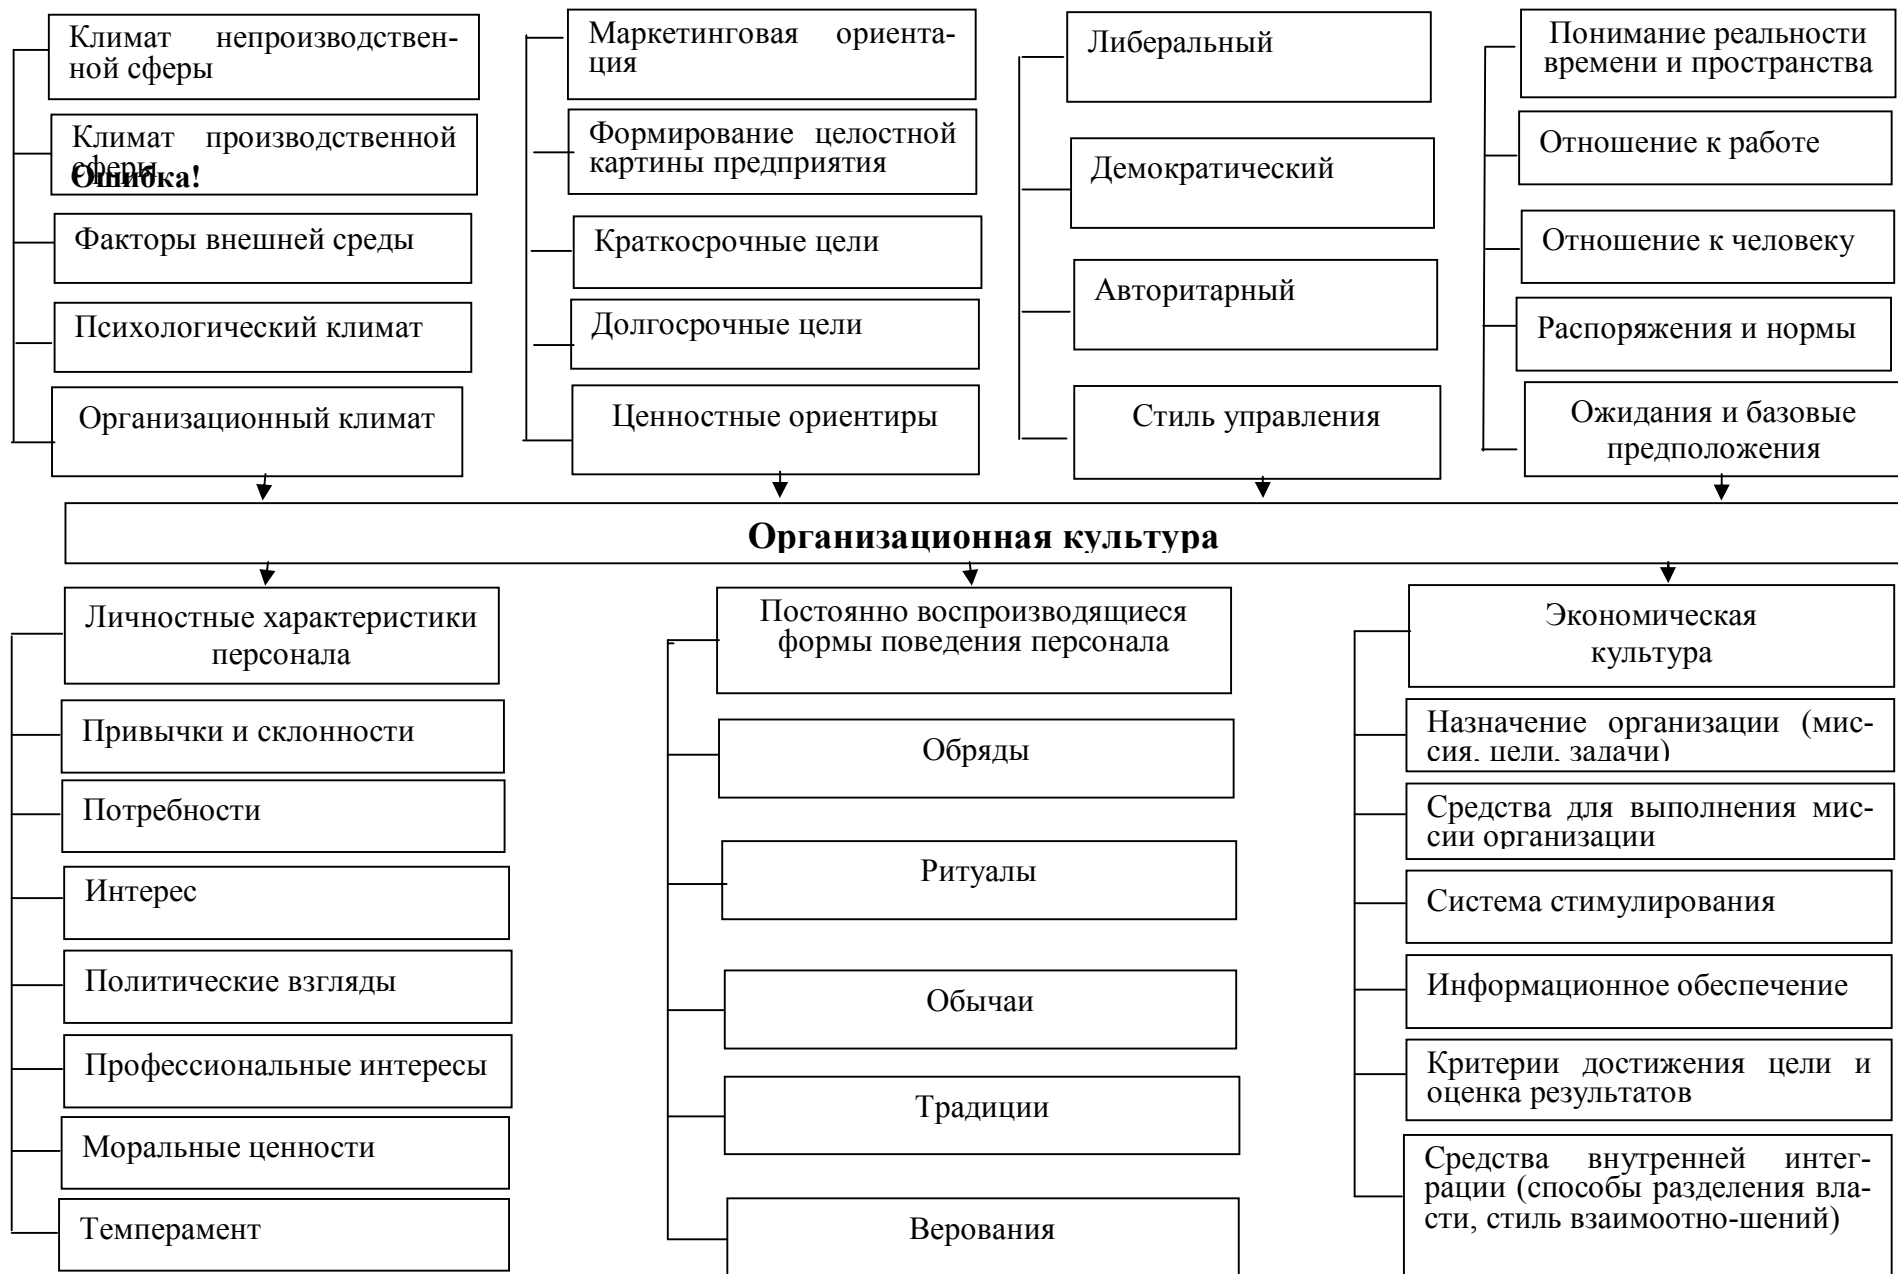 Климат непроизводствен-
ной сферы
Климат производственной
сферы
Ошибка!
Факторы внешней среды
Психологический климат
Организационный климат
Маркетинговая ориента-
ция
Формирование целостной
картины предприятия
Краткосрочные цели
Долгосрочные цели
Ценностные ориентиры
Либеральный
Демократический
Авторитарный
Стиль управления
Понимание реальности
времени и пространства
Отношение к работе
Отношение к человеку
Распоряжения и нормы
Ожидания и базовые
предположения
Организационная культура
Личностные характеристики
персонала
Привычки и склонности
Потребности
Интерес
Политические взгляды
Профессиональные интересы
Моральные ценности
Темперамент
Постоянно воспроизводящиеся
формы поведения персонала
Обряды
Ритуалы
Обычаи
Традиции
Верования
Экономическая
культура
Назначение организации (мис-
сия, цели, задачи)
Средства для выполнения мис-
сии организации
Система стимулирования
Информационное обеспечение
Критерии достижения цели и
оценка результатов
Средства внутренней интег-
рации (способы разделения вла-
сти, стиль взаимоотно-шений)